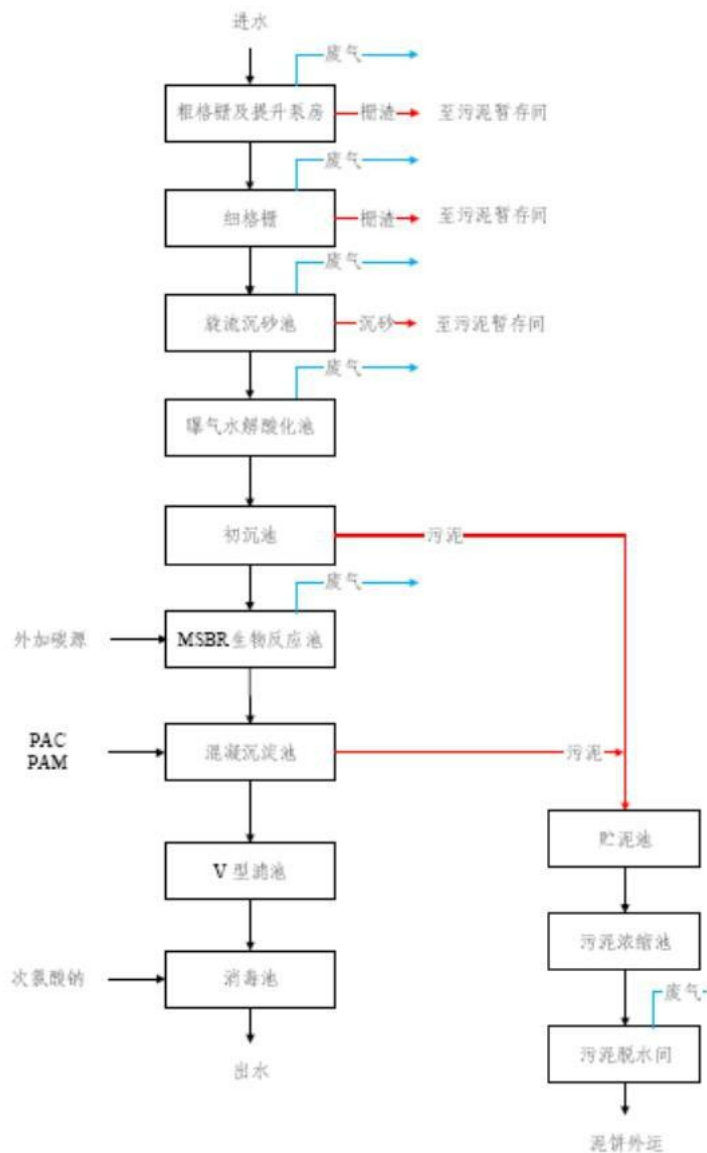 进水
废气
粗格栅及提升泵房
栅渣
至污泥暂存间
废气
细格栅
栅渣
至污泥暂存间
废气
旋流沉砂池
沉砂
至污泥暂存间
废气
曝气水解酸化池
初沉池
污泥
废气
外加碳源
MSBR 生物反应池
PAC
PAM
混凝沉淀池
污泥
贮泥池
V 型滤池
污泥浓缩池
次氯酸钠
消毒池
废气
污泥脱水间
出水
泥饼外运